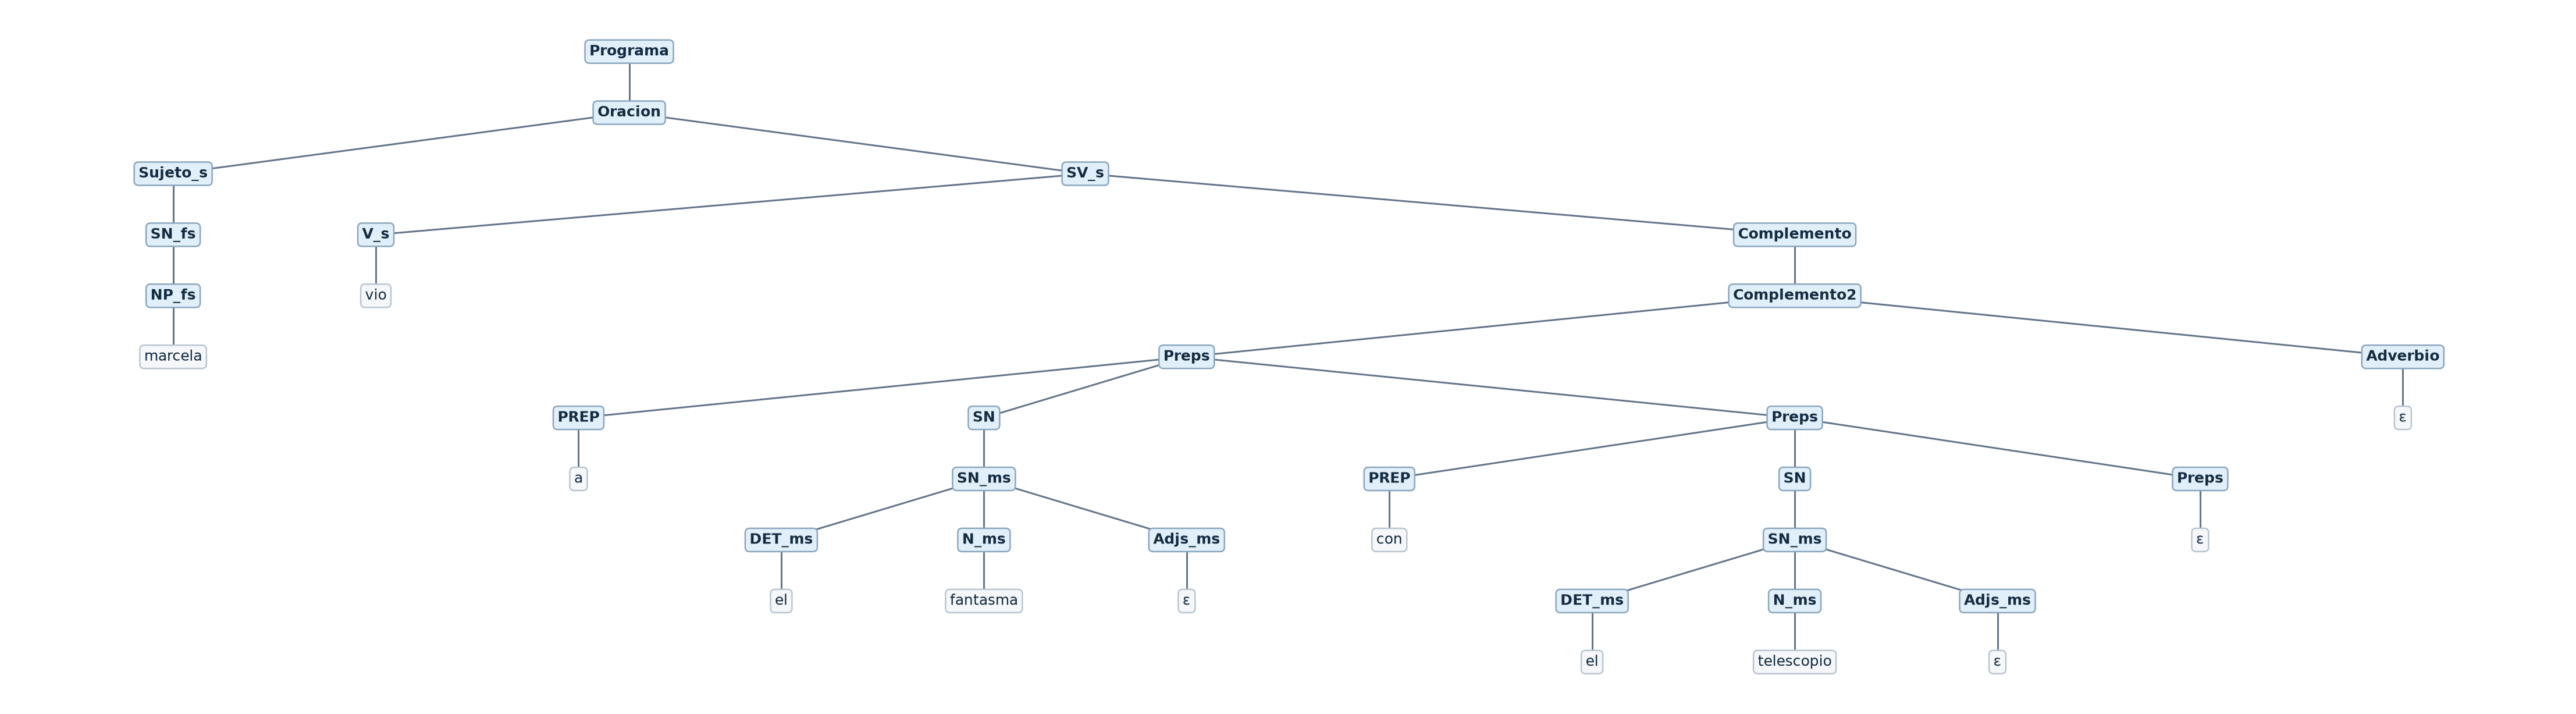 Programa
Oracion
Sujeto_s SV_s
SN_fs V_s Complemento
NP_fs vio Complemento2
marcela Preps Adverbio
PREP SN Preps ε
a SN_ms PREP SN Preps
DET_ms N_ms Adjs_ms con SN_ms ε
el fantasma ε DET_ms N_ms Adjs_ms
el telescopio ε